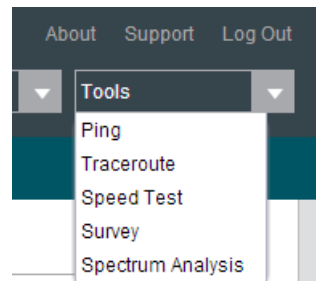 About Support Log Out
Tools
Ping
Traceroute
Speed Test
Survey
Spectrum Analysis